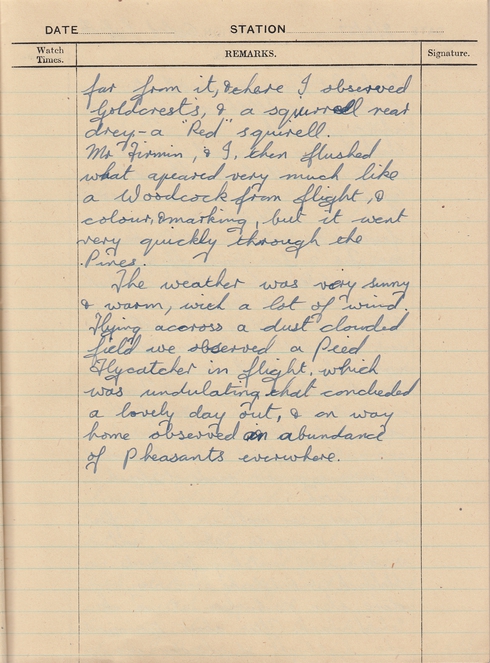 DATE STATION
Watch Times. REMARKS. Signature.
far from it, & there I observed
Goldcrests, & a squirrell near
drey - a "Red" squirell.
Mr Firmin, & I, then flushed
what apeared very much like
a Woodcock from flight, &
colour, & marking, but it went
very quickly through the
Pines.
The weather was very sunny
& warm, with a lot of wind.
Flying accross a dust clouded
field we observed a Pied
Flycatcher in flight, which
was undulating that concluded
a lovely day out, & on way
home observed an abundance
of Pheasants everwhere.